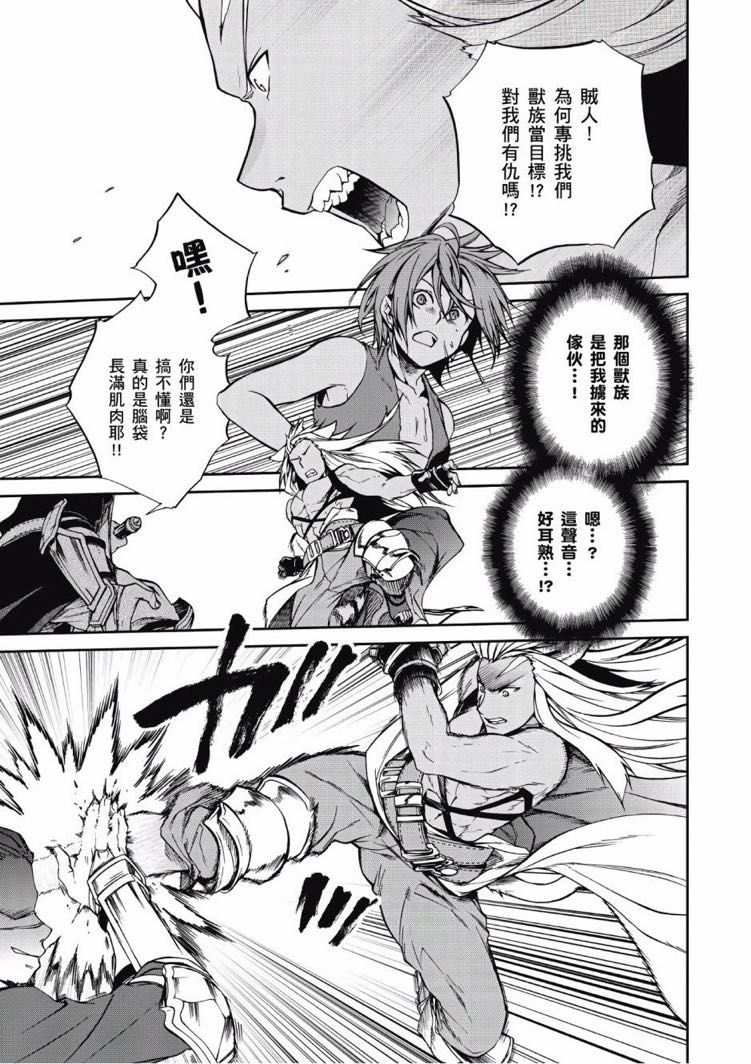 賊人！
為何專挑我們
獸族當目標!?
對我們有仇嗎!?
那個獸族
是把我擄來的
傢伙…！
嘿！
你們還是
搞不懂啊？
真的是腦袋
長滿肌肉耶!!
嗯…？
這聲音…
好耳熟…!?
ガッ